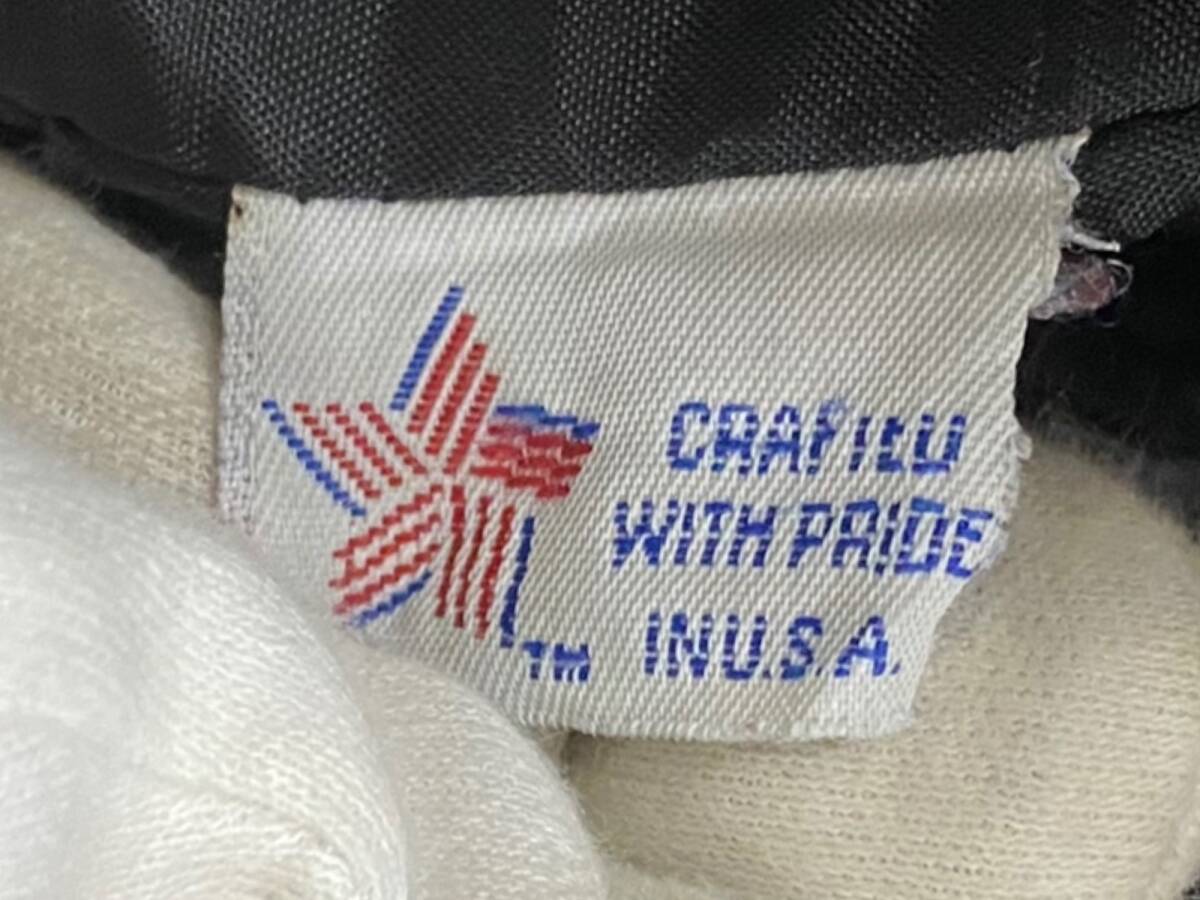 CRAFTED
WITH PRIDE
IN U.S.A.
TM